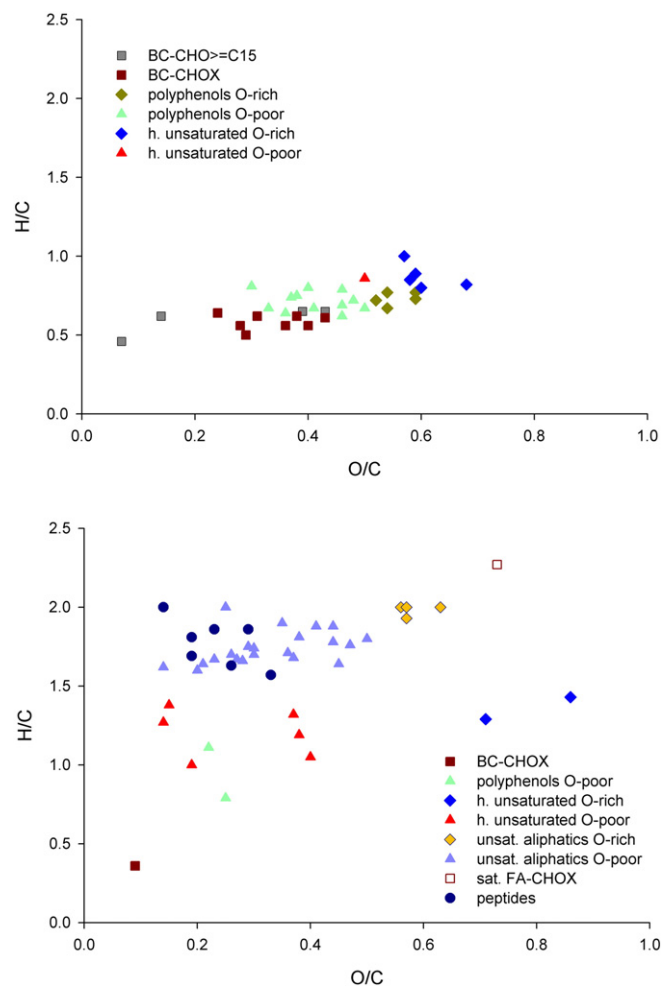 2.5
BC-CHO>=C15
BC-CHOX
2.0
polyphenols O-rich
polyphenols O-poor
h. unsaturated O-rich
h. unsaturated O-poor
1.5
H/C
1.0
0.5
0.0
0.0 0.2 0.4 0.6 0.8 1.0
O/C
2.5
2.0
1.5
H/C
1.0
BC-CHOX
polyphenols O-poor
h. unsaturated O-rich
h. unsaturated O-poor
unsat. aliphatics O-rich
0.5
unsat. aliphatics O-poor
sat. FA-CHOX
peptides
0.0
0.0 0.2 0.4 0.6 0.8 1.0
O/C